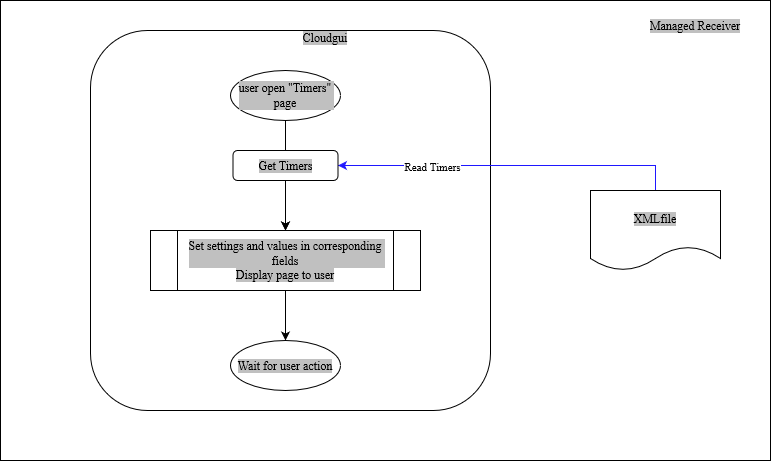 Managed Receiver
Cloudgui
user open "Timers"
page
Get Timers
Read Timers
XMLfile
Set settings and values in corresponding
fields
Display page to user
Wait for user action